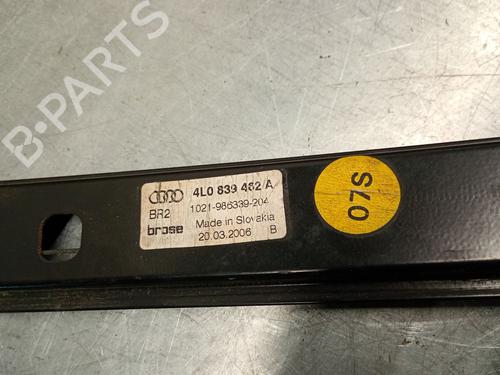 B-PARTS
4L0 839 462 A
BR2 1021-986339-204
brose Made in Slovakia
20.03.2006 B
07S